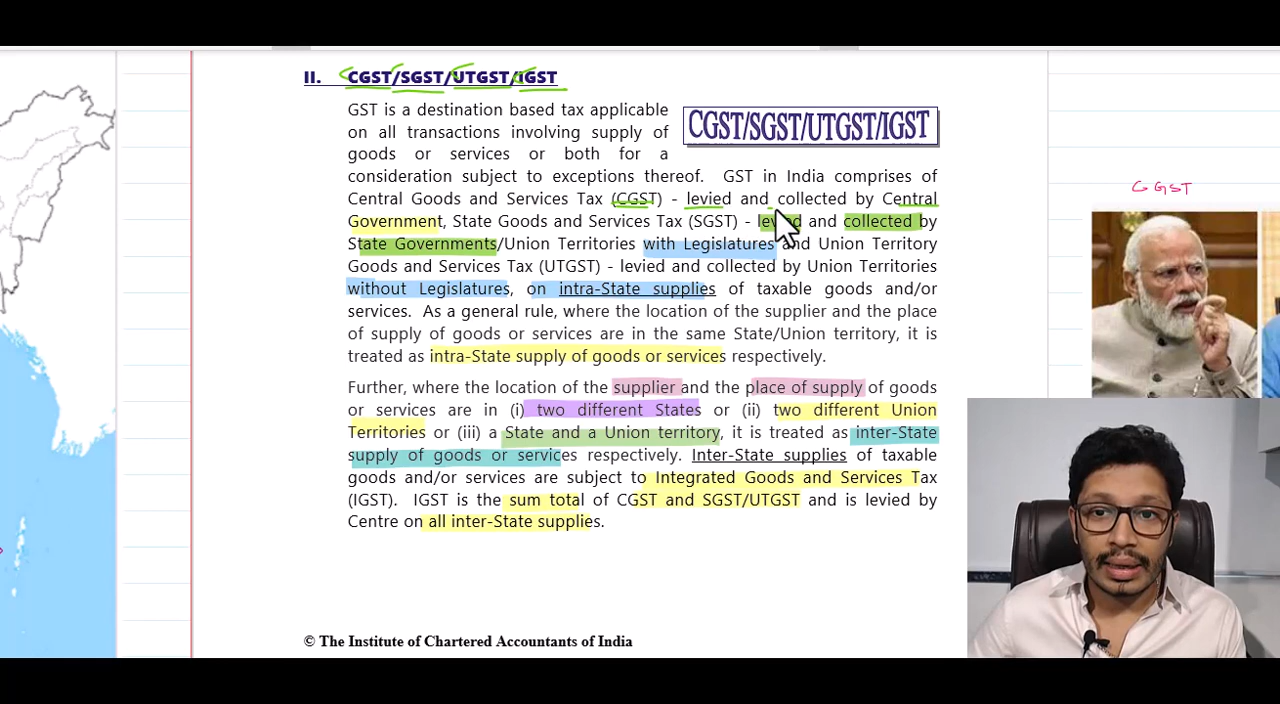 II. CGST/SGST/UTGST/IGST
GST is a destination based tax applicable
on all transactions involving supply of
goods or services or both for a
CGST/SGST/UTGST/IGST
consideration subject to exceptions thereof. GST in India comprises of
Central Goods and Services Tax (CGST) - levied and collected by Central
Government, State Goods and Services Tax (SGST) - levied and collected by
State Governments/Union Territories with Legislatures and Union Territory
Goods and Services Tax (UTGST) - levied and collected by Union Territories
without Legislatures, on intra-State supplies of taxable goods and/or
services. As a general rule, where the location of the supplier and the place
of supply of goods or services are in the same State/Union territory, it is
treated as intra-State supply of goods or services respectively.
Further, where the location of the supplier and the place of supply of goods
or services are in (i) two different States or (ii) two different Union
Territories or (iii) a State and a Union territory, it is treated as inter-State
supply of goods or services respectively. Inter-State supplies of taxable
goods and/or services are subject to Integrated Goods and Services Tax
(IGST). IGST is the sum total of CGST and SGST/UTGST and is levied by
Centre on all inter-State supplies.
© The Institute of Chartered Accountants of India
CGST